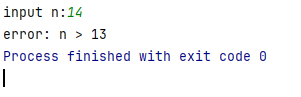 input n:14
error: n > 13
Process finished with exit code 0